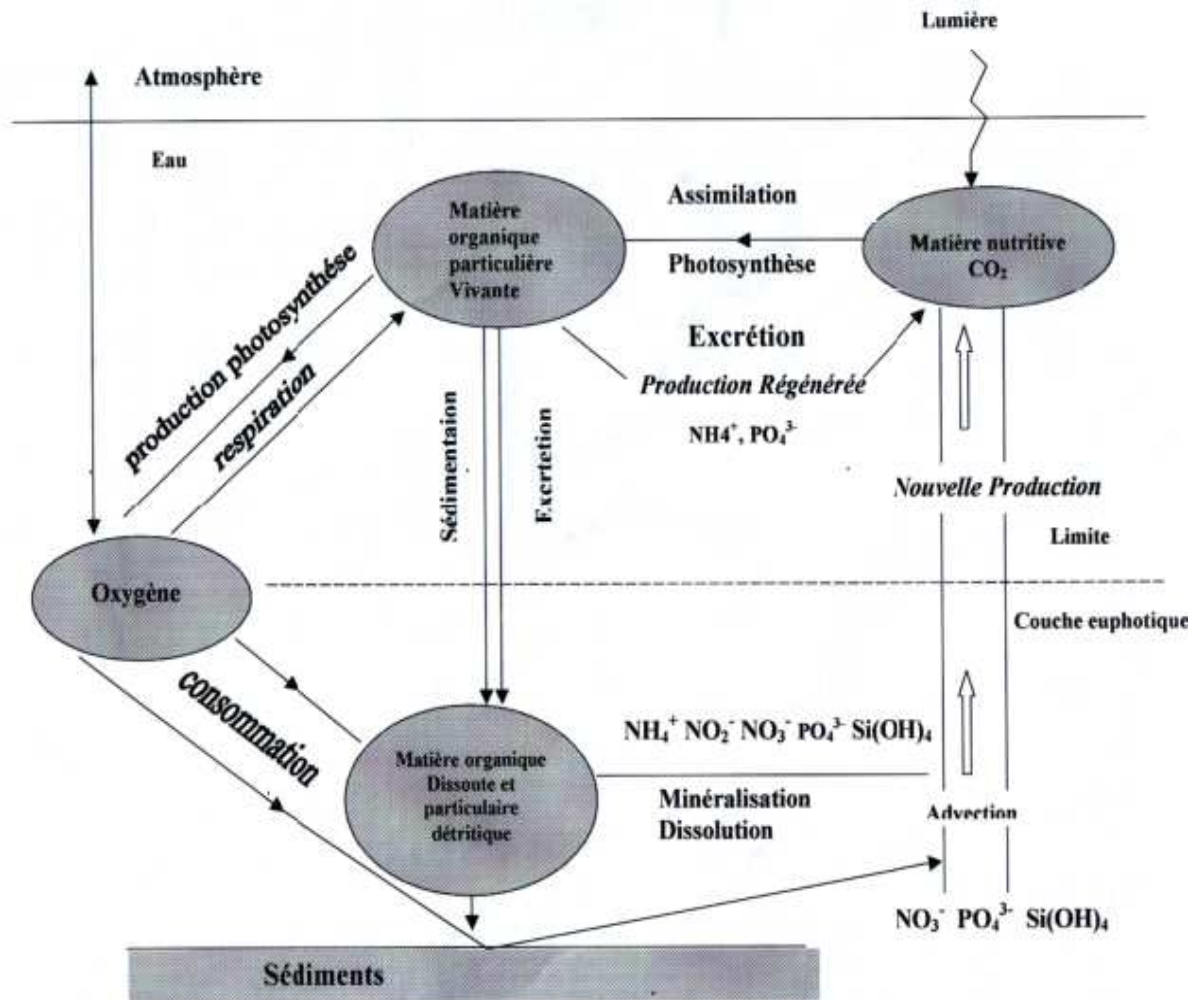 Lumière
Atmosphère
Eau
Matière
organique
particulière
Vivante
Assimilation
Photosynthèse
Matière nutritive
CO₂
production photosynthése
respiration
Excrétion
Production Régénérée
NH4⁺, PO₄³⁻
Sédimentaion
Excrtetion
Nouvelle Production
Limite
Oxygène
Couche euphotique
consommation
Matière organique
Dissoute et
particulaire
détritique
NH₄⁺ NO₂⁻ NO₃⁻ PO₄³⁻ Si(OH)₄
Minéralisation
Dissolution
Advection
NO₃⁻ PO₄³⁻ Si(OH)₄
Sédiments